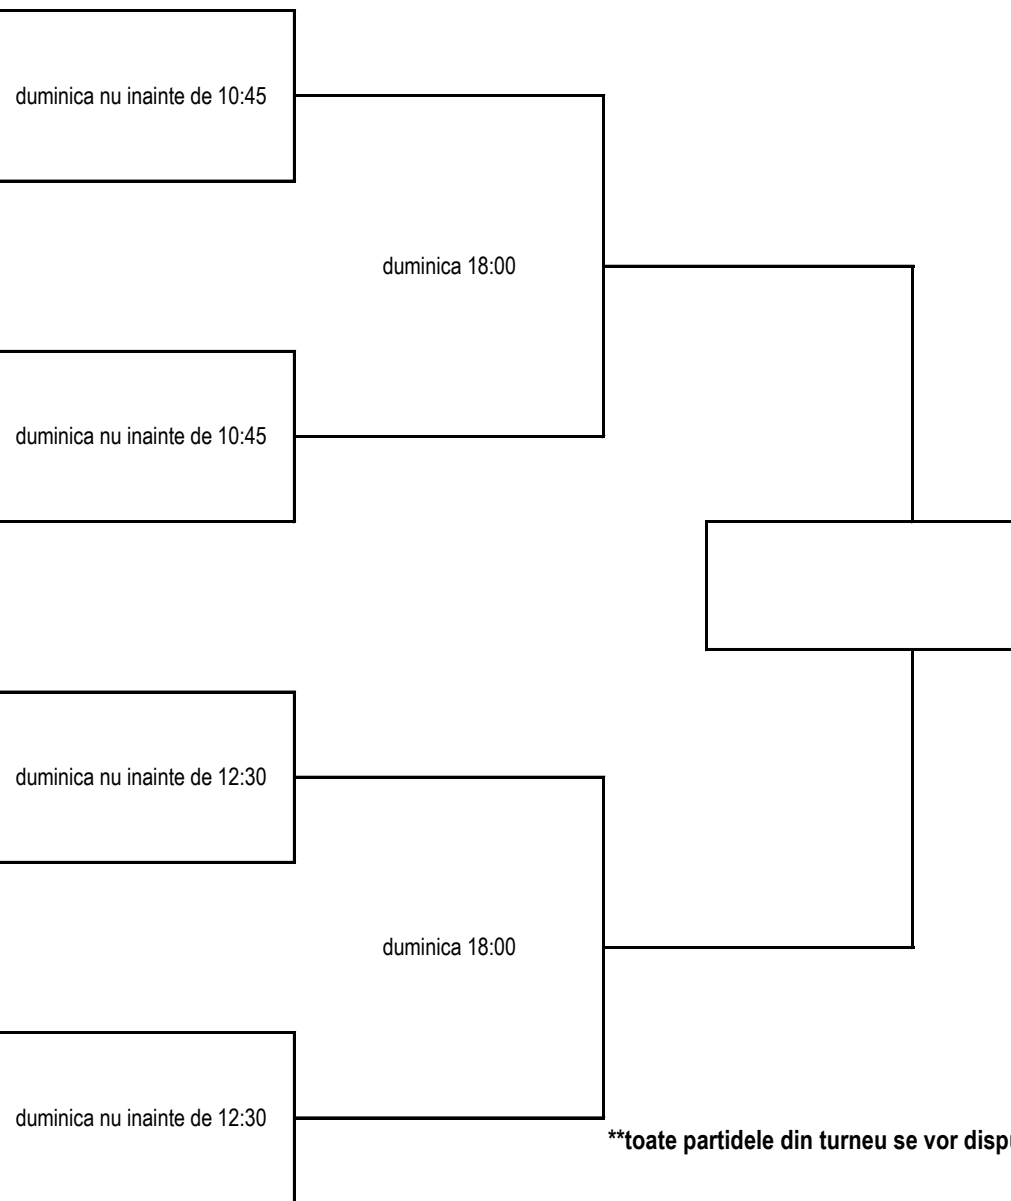 duminica nu inainte de 10:45
duminica 18:00
duminica nu inainte de 10:45
duminica nu inainte de 12:30
duminica 18:00
duminica nu inainte de 12:30
**toate partidele din turneu se vor